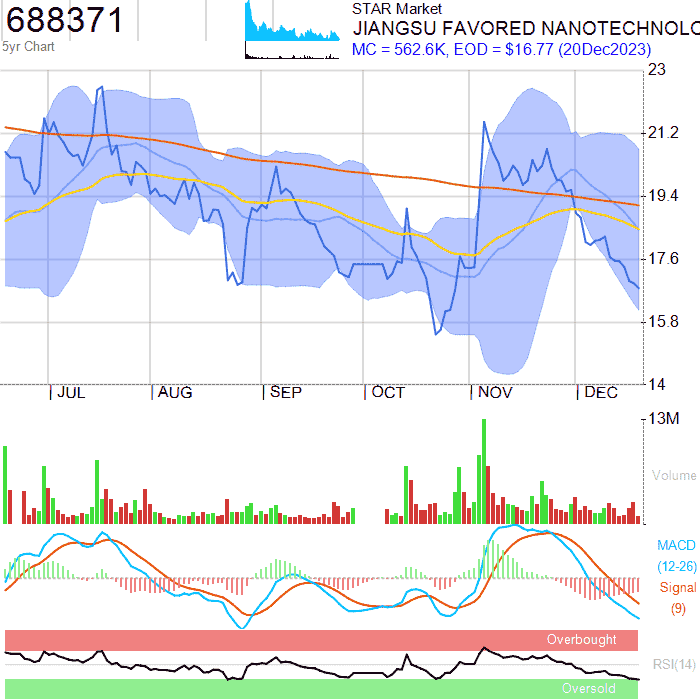 688371
5yr Chart
STAR Market
JIANGSU FAVORED NANOTECHNOLO
MC = 562.6K, EOD = $16.77 (20Dec2023)
23
21.2
19.4
17.6
15.8
14
JUL AUG SEP OCT NOV DEC
13M
Volume
MACD
(12-26)
Signal
(9)
Overbought
RSI(14)
Oversold